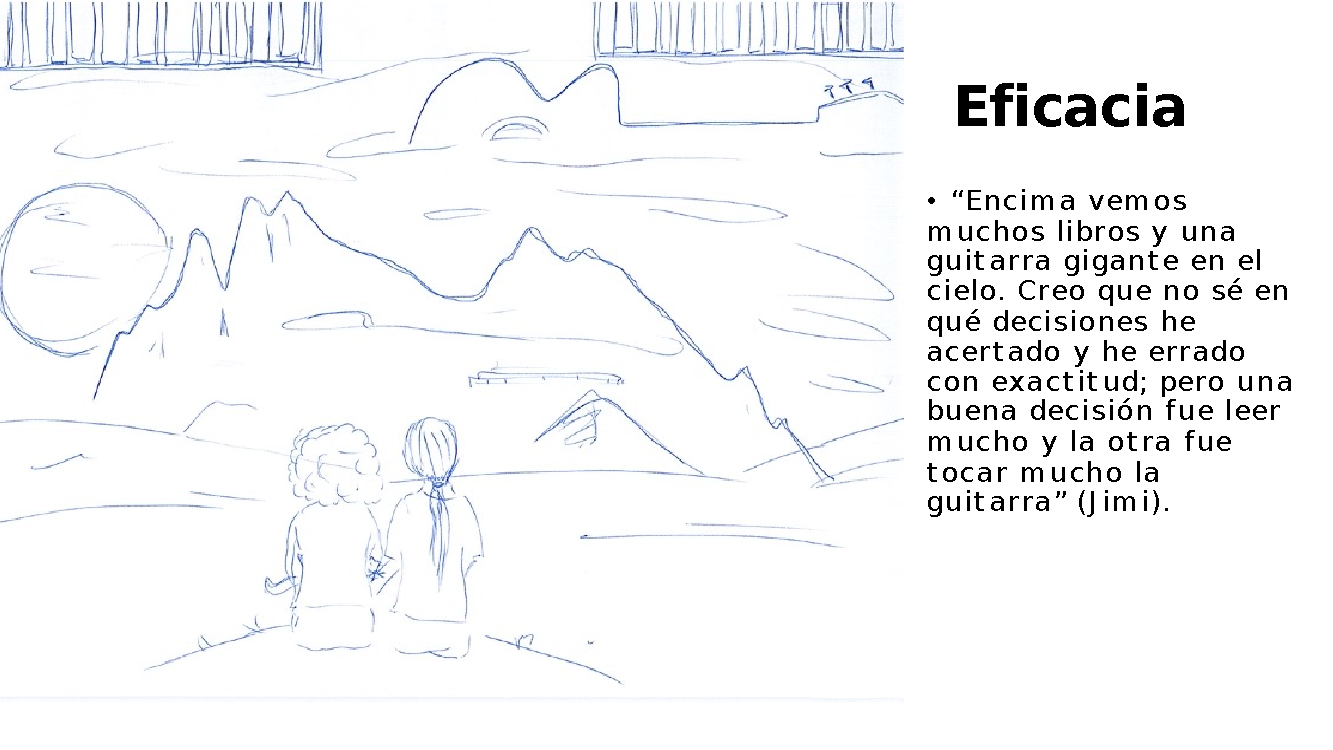 Eficacia
• “Encima vemos
muchos libros y una
guitarra gigante en el
cielo. Creo que no sé en
qué decisiones he
acertado y he errado
con exactitud; pero una
buena decisión fue leer
mucho y la otra fue
tocar mucho la
guitarra” (Jimi).